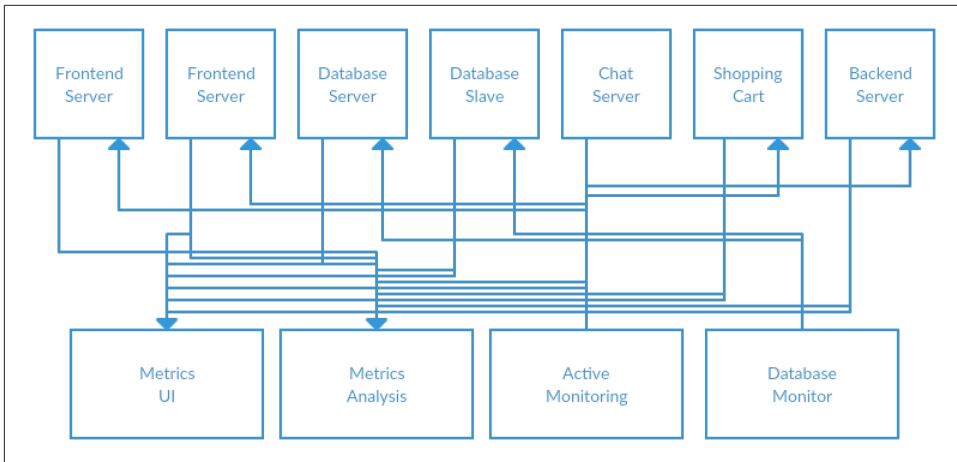 Frontend
Server
Frontend
Server
Database
Server
Database
Slave
Chat
Server
Shopping
Cart
Backend
Server
Metrics
UI
Metrics
Analysis
Active
Monitoring
Database
Monitor